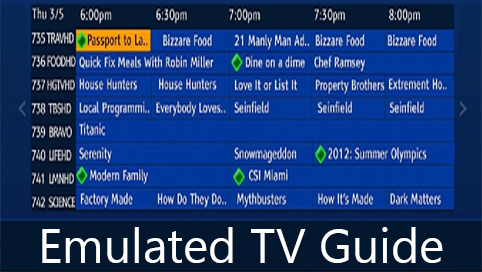 Thu 3/5 6:00pm 6:30pm 7:00pm 7:30pm 8:00pm
735 TRAVHD Passport to La.. Bizzare Food 21 Manly Man Ad.. Bizzare Food Bizzare Food
736 FOODHD Quick Fix Meals With Robin Miller Dine on a dime Chef Ramsey
737 HGTVHD House Hunters House Hunters Love It or List It Property Brothers Extrement Ho..
738 TBSHD Local Programmi.. Everybody Loves.. Seinfield Seinfield Seinfield
739 BRAVO Titanic
740 LIFEHD Serenity Snowmageddon 2012: Summer Olympics
741 LMNHD Modern Family CSI Miami
742 SCIENCE Factory Made How Do They Do.. Mythbusters How It's Made Dark Matters
Emulated TV Guide